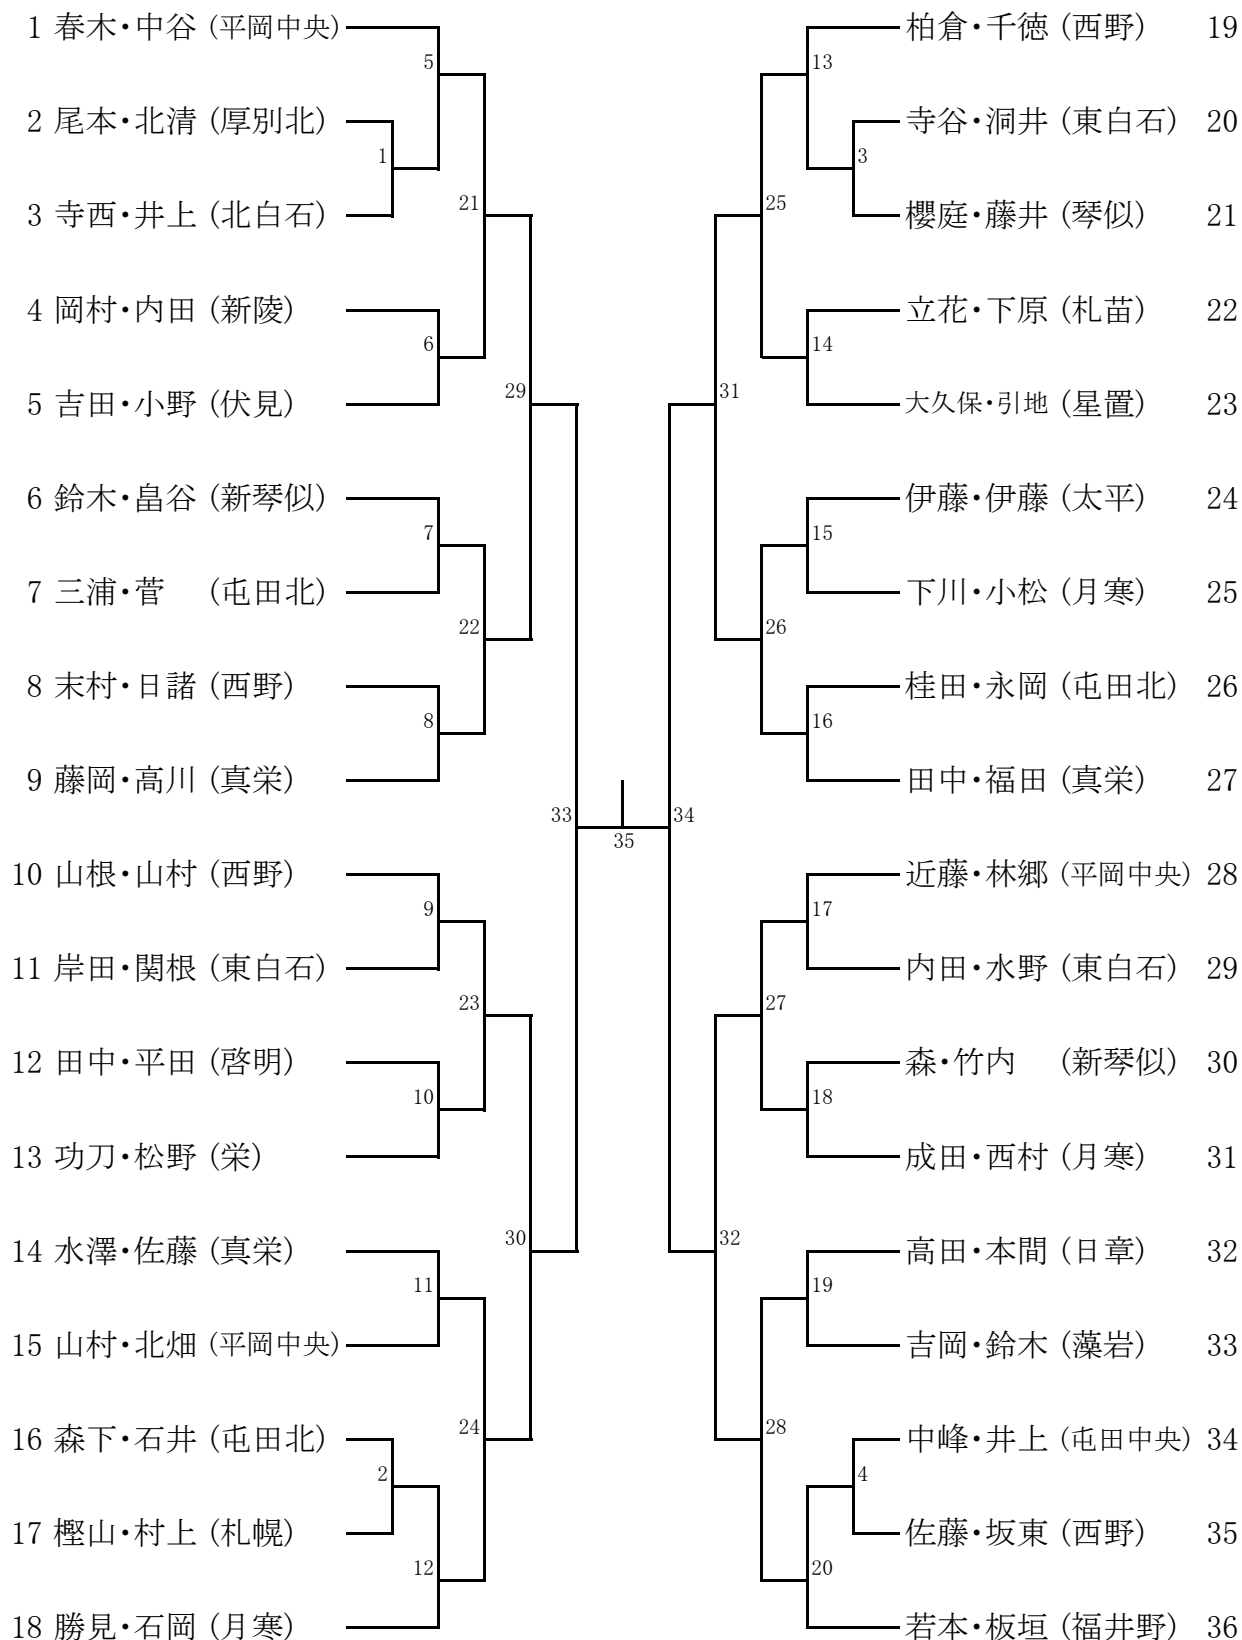 1 春木・中谷 (平岡中央)
2 尾本・北清 (厚別北)
3 寺西・井上 (北白石)
4 岡村・内田 (新陵)
5 吉田・小野 (伏見)
6 鈴木・畠谷 (新琴似)
7 三浦・菅 (屯田北)
8 末村・日諸 (西野)
9 藤岡・高川 (真栄)
10 山根・山村 (西野)
11 岸田・関根 (東白石)
12 田中・平田 (啓明)
13 功刀・松野 (栄)
14 水澤・佐藤 (真栄)
15 山村・北畑 (平岡中央)
16 森下・石井 (屯田北)
17 樫山・村上 (札幌)
18 勝見・石岡 (月寒)
1
2
5
6
7
8
9
10
11
12
21
22
23
24
29
30
33
35
34
31
32
25
26
27
28
13
14
15
16
17
18
19
20
3
4
柏倉・千徳 (西野) 19
寺谷・洞井 (東白石) 20
櫻庭・藤井 (琴似) 21
立花・下原 (札苗) 22
大久保・引地 (星置) 23
伊藤・伊藤 (太平) 24
下川・小松 (月寒) 25
桂田・永岡 (屯田北) 26
田中・福田 (真栄) 27
近藤・林郷 (平岡中央) 28
内田・水野 (東白石) 29
森・竹内 (新琴似) 30
成田・西村 (月寒) 31
高田・本間 (日章) 32
吉岡・鈴木 (藻岩) 33
中峰・井上 (屯田中央) 34
佐藤・坂東 (西野) 35
若本・板垣 (福井野) 36